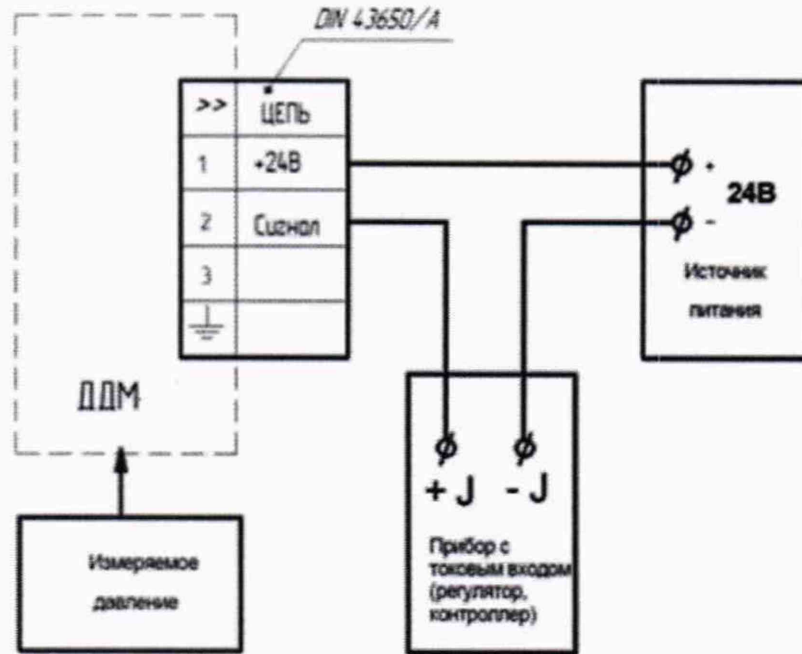 DIN 43650/A
>> ЦЕПЬ
1 +24В
2 Сигнал
3
ДДМ
Измеряемое
давление
+ J - J
Прибор с
токовым входом
(регулятор,
контроллер)
+
24В
-
Источник
питания